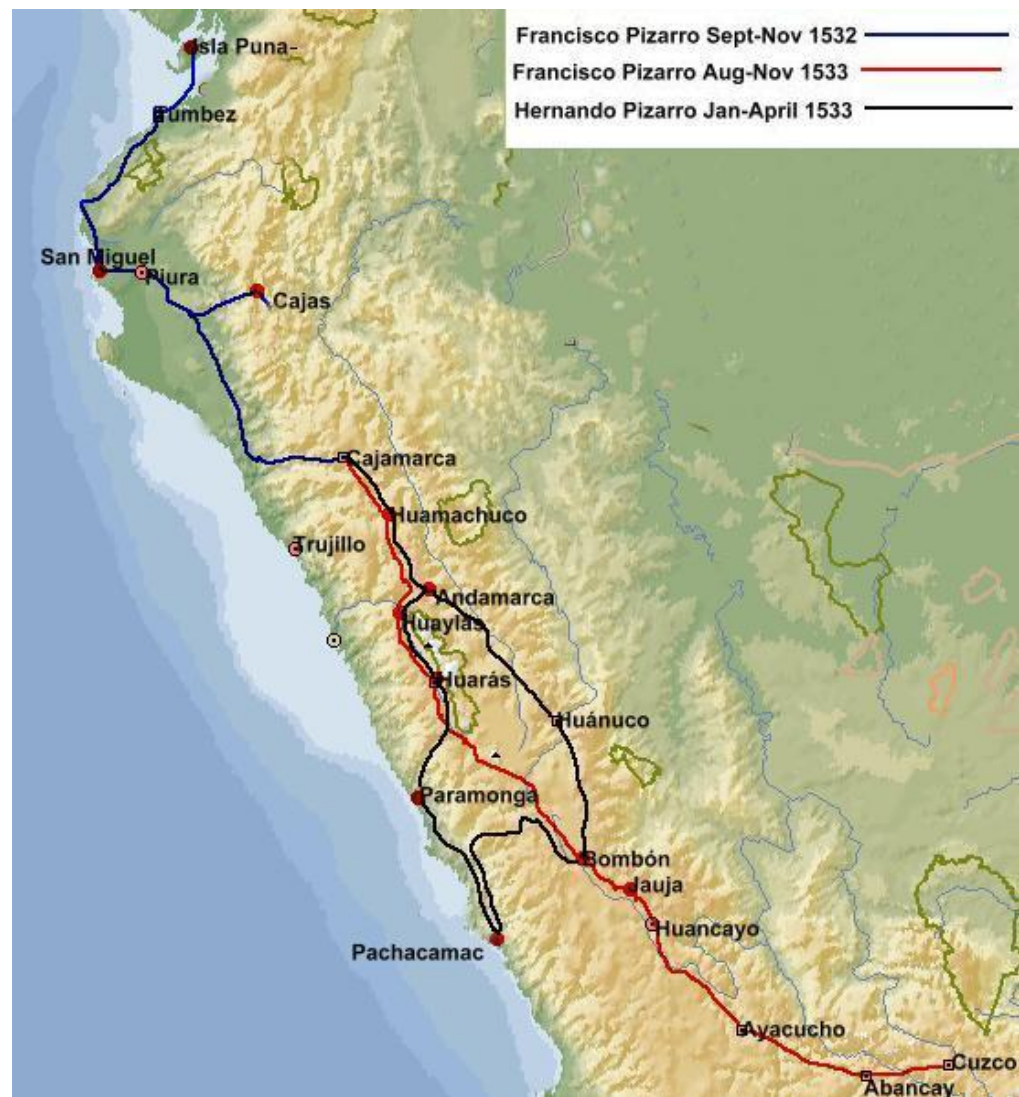 Francisco Pizarro Sept-Nov 1532
Francisco Pizarro Aug-Nov 1533
Hernando Pizarro Jan-April 1533
Isla Puna-
Tumbez
San Miguel
Piura
Cajas
Cajamarca
Huamachuco
Trujillo
Andamarca
Huaylas
Huarás
Huánuco
Paramonga
Bombón
Jauja
Huancayo
Pachacamac
Ayacucho
Cuzco
Abancay